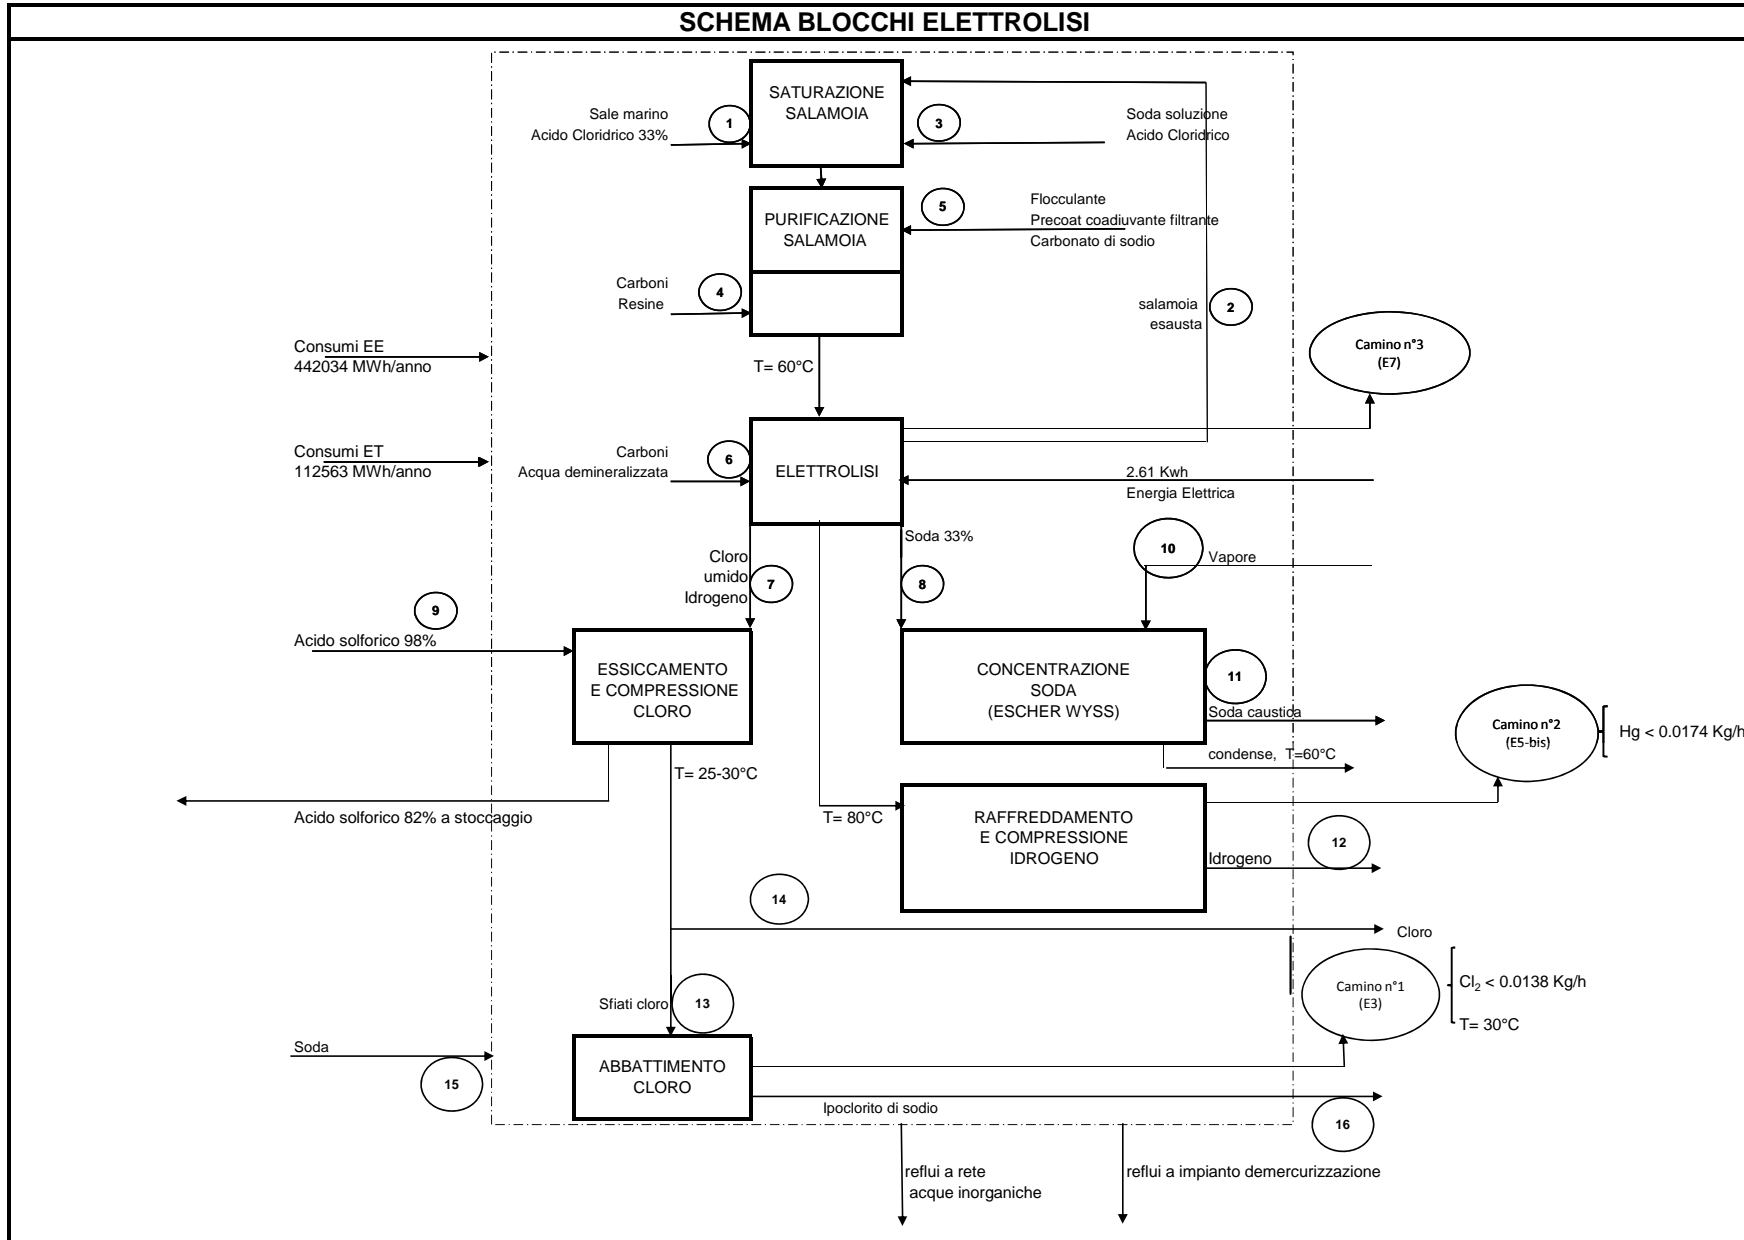 SCHEMA BLOCCHI ELETTROLISI
SATURAZIONE
SALAMOIA
Sale marino
Acido Cloridrico 33%
1
3
Soda soluzione
Acido Cloridrico
PURIFICAZIONE
SALAMOIA
5
Flocculante
Precoat coadiuvante filtrante
Carbonato di sodio
Carboni
Resine
4
salamoia
esausta
2
Consumi EE
442034 MWh/anno
T= 60°C
Camino n°3
(E7)
Consumi ET
112563 MWh/anno
Carboni
Acqua demineralizzata
6
ELETTROLISI
2.61 Kwh
Energia Elettrica
Soda 33%
Cloro
umido
Idrogeno
7
8
10
Vapore
9
Acido solforico 98%
ESSICCAMENTO
E COMPRESSIONE
CLORO
CONCENTRAZIONE
SODA
(ESCHER WYSS)
11
Soda caustica
condense,  T=60°C
Camino n°2
(E5-bis)
Hg < 0.0174 Kg/h
T= 25-30°C
Acido solforico 82% a stoccaggio
T= 80°C
RAFFREDDAMENTO
E COMPRESSIONE
IDROGENO
Idrogeno
12
14
Cloro
Sfiati cloro
13
Camino n°1
(E3)
Cl₂ < 0.0138 Kg/h
T= 30°C
Soda
15
ABBATTIMENTO
CLORO
Ipoclorito di sodio
16
reflui a rete
acque inorganiche
reflui a impianto demercurizzazione